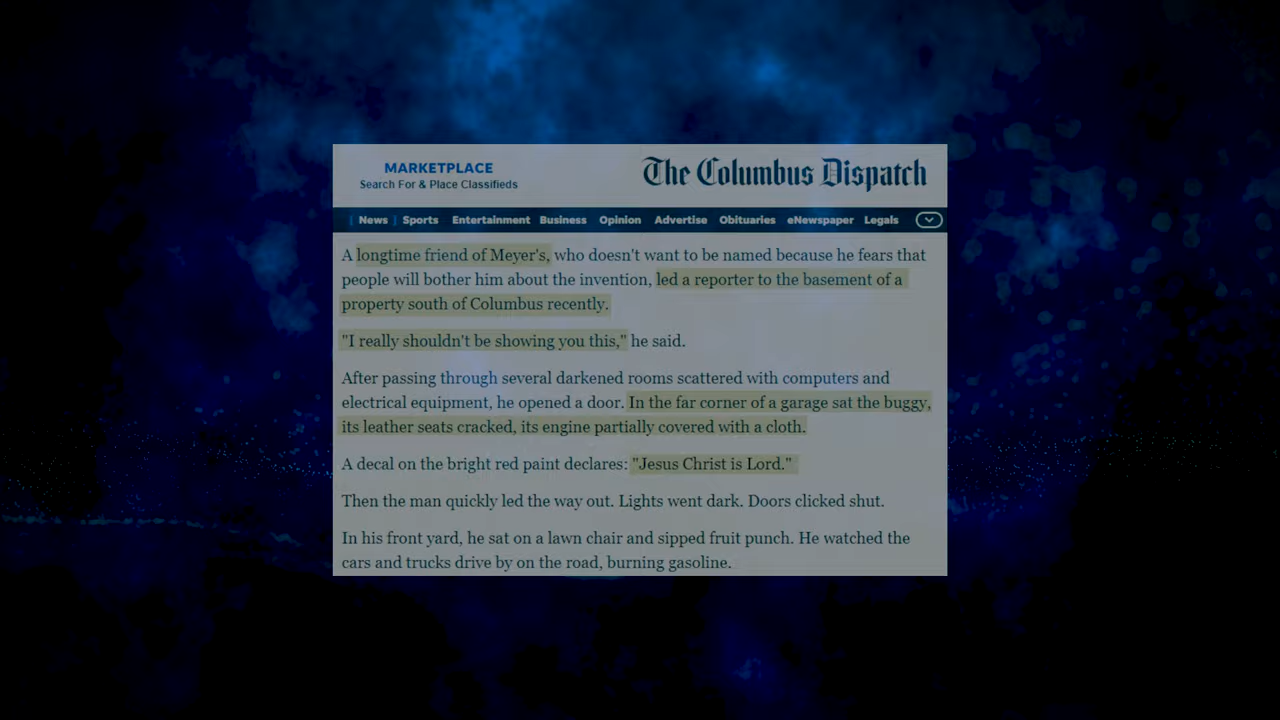 MARKETPLACE
Search For & Place Classifieds
The Columbus Dispatch
News | Sports Entertainment Business Opinion Advertise Obituaries eNewspaper Legals
A longtime friend of Meyer's, who doesn't want to be named because he fears that
people will bother him about the invention, led a reporter to the basement of a
property south of Columbus recently.
"I really shouldn't be showing you this," he said.
After passing through several darkened rooms scattered with computers and
electrical equipment, he opened a door. In the far corner of a garage sat the buggy,
its leather seats cracked, its engine partially covered with a cloth.
A decal on the bright red paint declares: "Jesus Christ is Lord."
Then the man quickly led the way out. Lights went dark. Doors clicked shut.
In his front yard, he sat on a lawn chair and sipped fruit punch. He watched the
cars and trucks drive by on the road, burning gasoline.